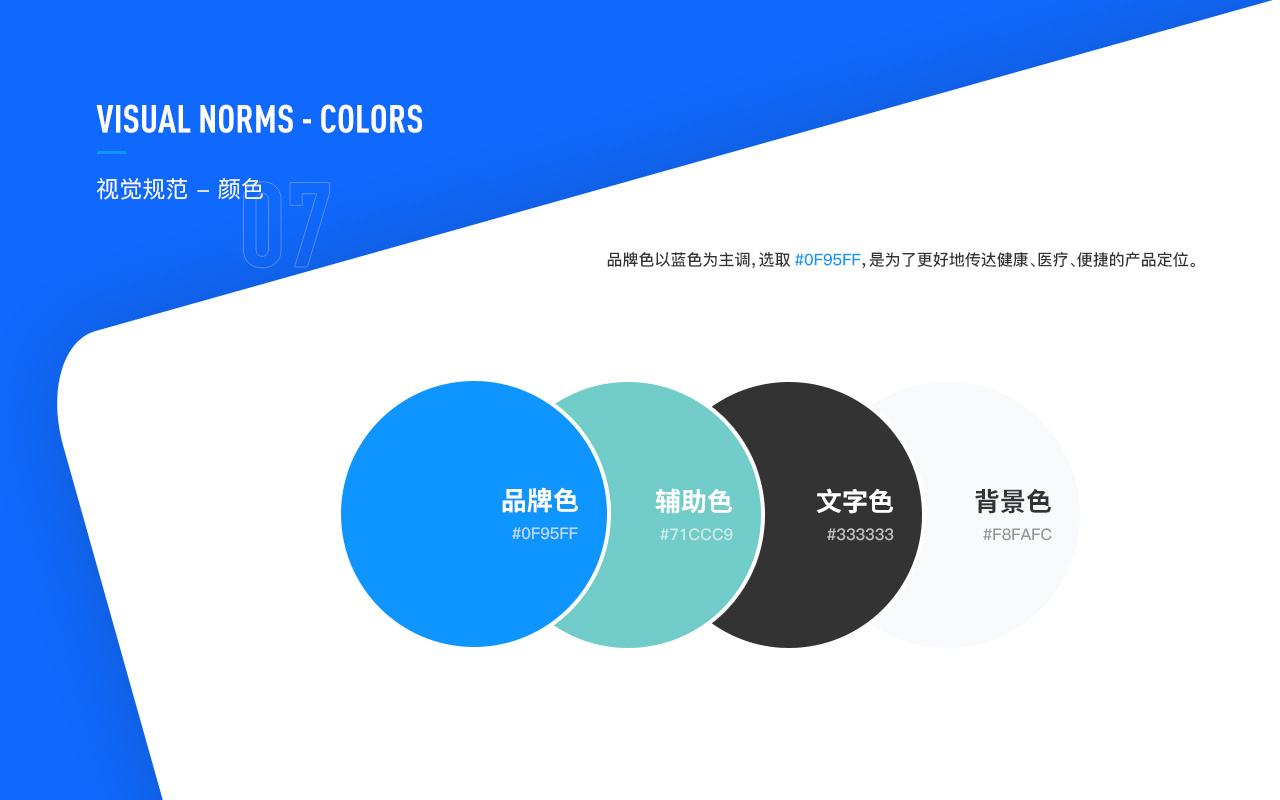 VISUAL NORMS - COLORS
视觉规范 – 颜色
07
品牌色以蓝色为主调, 选取 #0F95FF, 是为了更好地传达健康、医疗、便捷的产品定位。
品牌色
#0F95FF
辅助色
#71CCC9
文字色
#333333
背景色
#F8FAFC